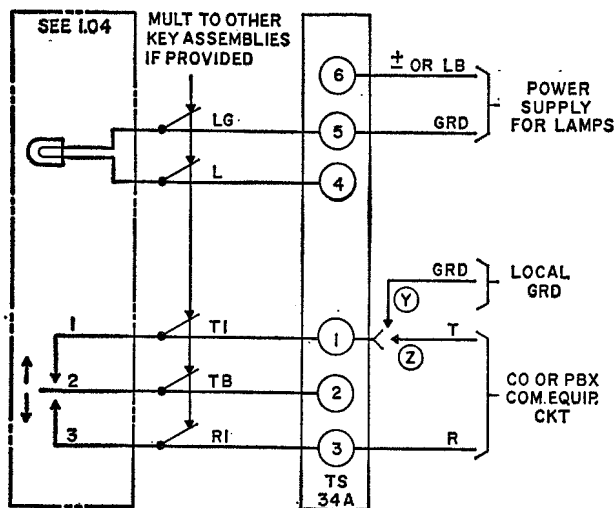 SEE 1.04
MULT TO OTHER
KEY ASSEMBLIES
IF PROVIDED
6
± OR LB
POWER
SUPPLY
FOR LAMPS
LG
5
GRD
L
4
GRD
LOCAL
GRD
Y
1
T1
1
T
Z
2
TB
2
CO OR PBX
COM. EQUIP.
CKT
3
R1
3
R
TS
34A